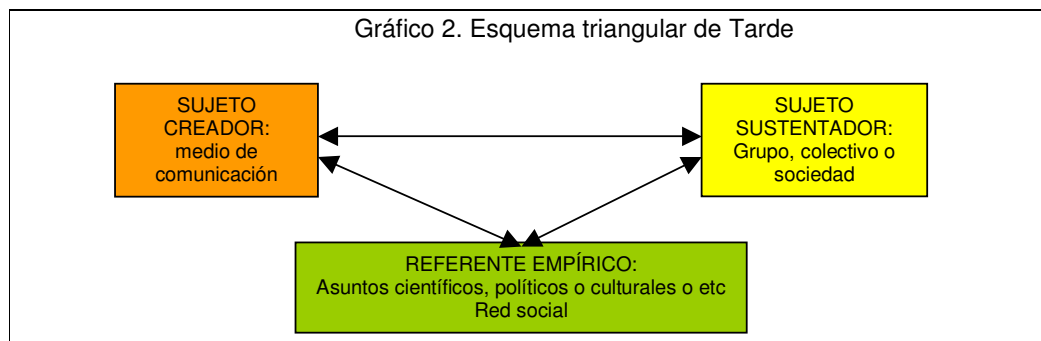 Gráfico 2. Esquema triangular de Tarde
SUJETO
CREADOR:
medio de
comunicación
SUJETO
SUSTENTADOR:
Grupo, colectivo o
sociedad
REFERENTE EMPÍRICO:
Asuntos científicos, políticos o culturales o etc
Red social